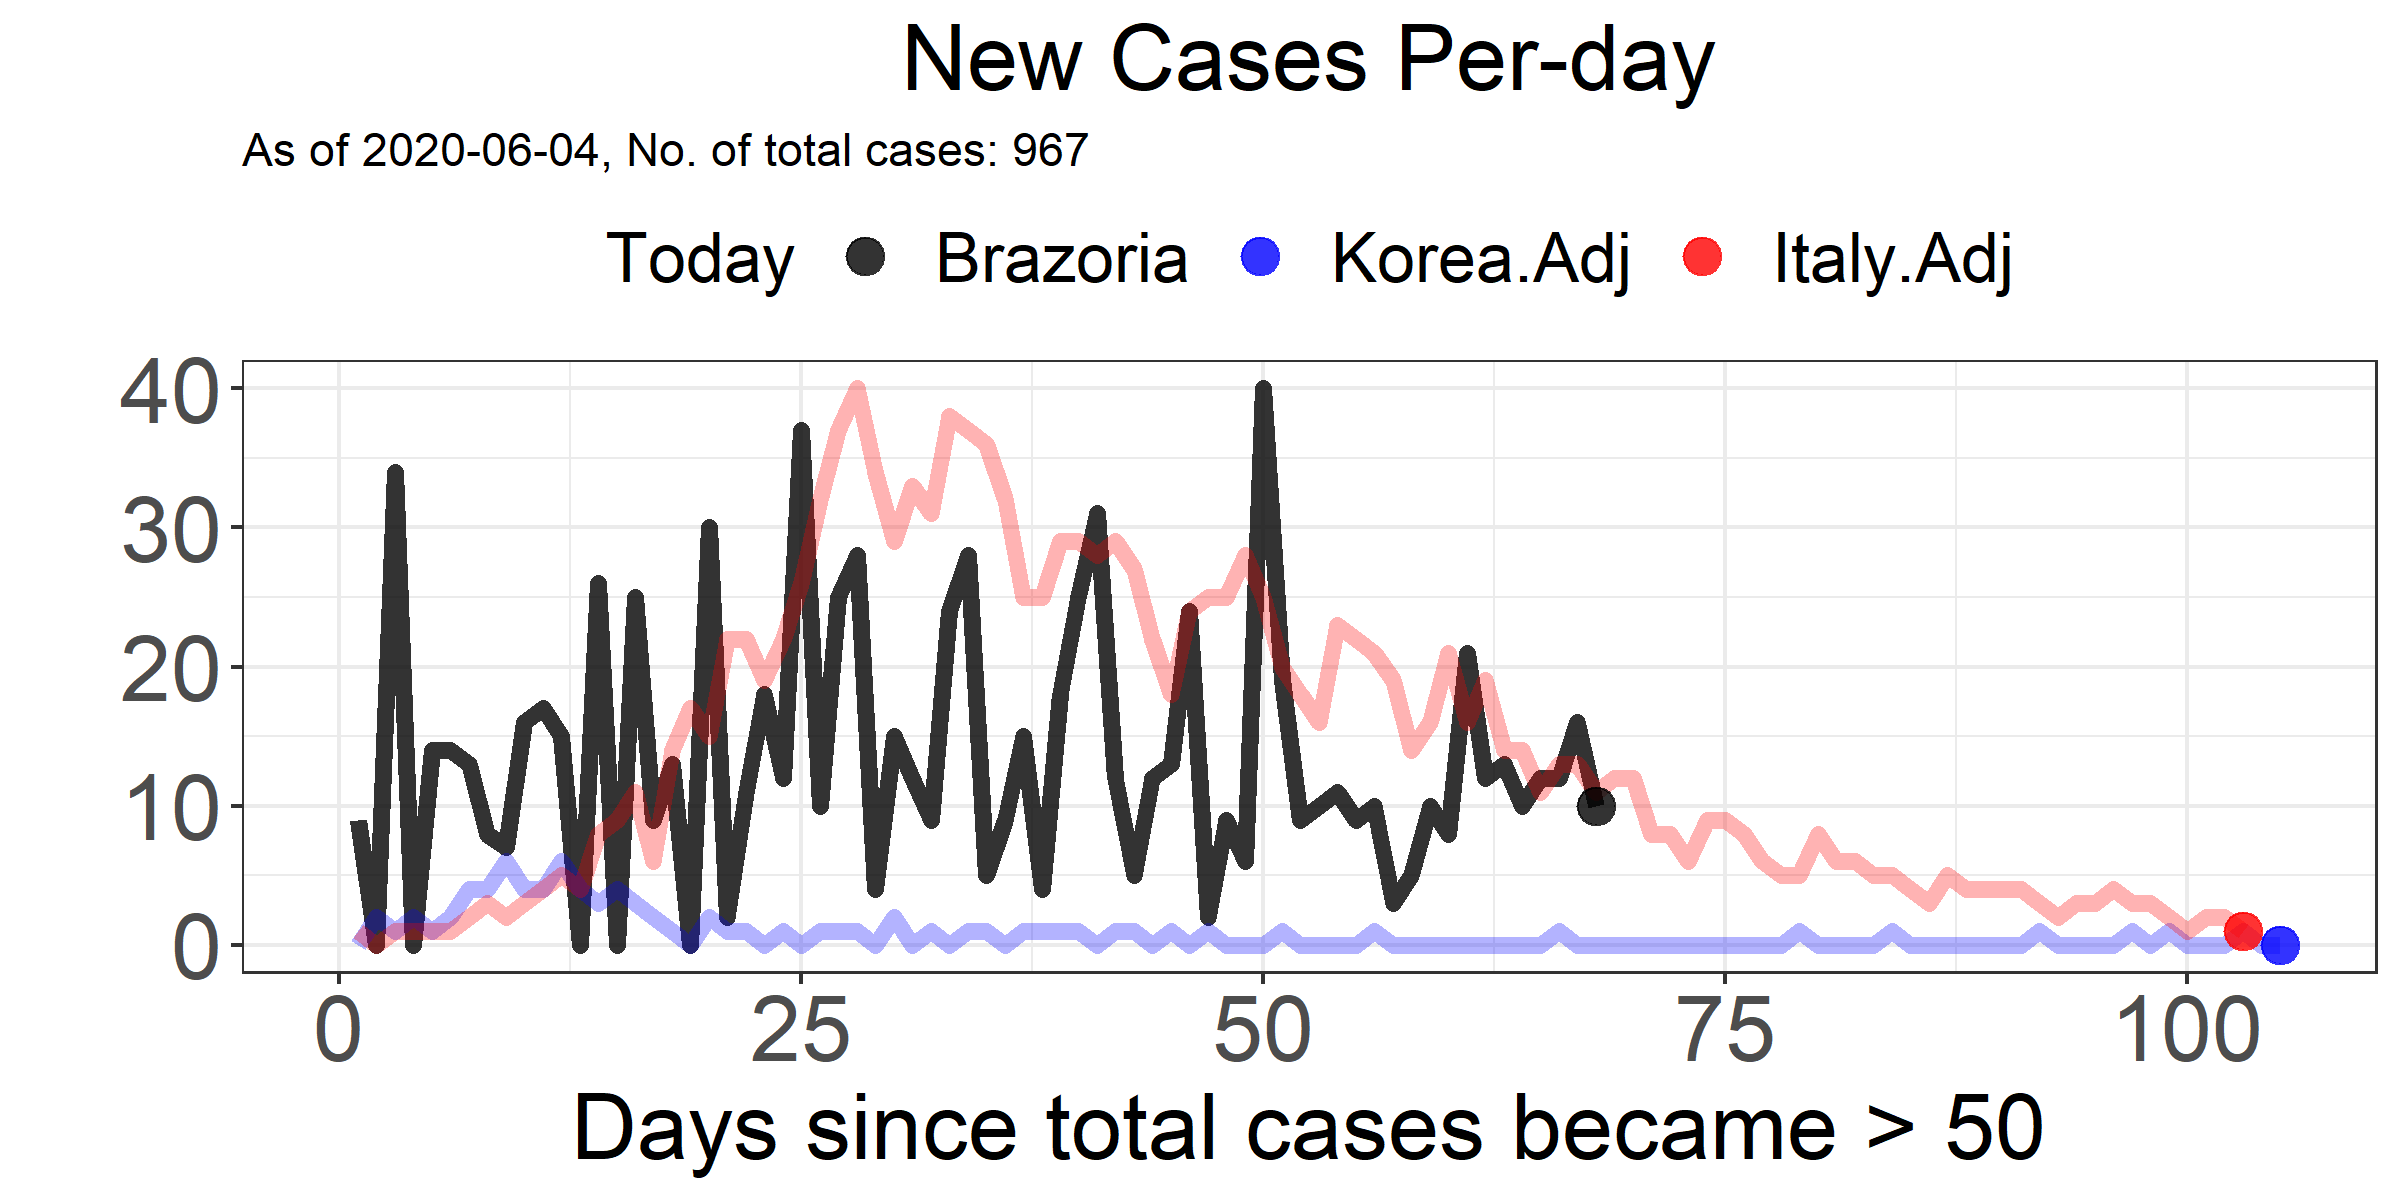 New Cases Per-day
As of 2020-06-04, No. of total cases: 967
Today Brazoria Korea.Adj Italy.Adj
40
30
20
10
0
0 25 50 75 100
Days since total cases became > 50